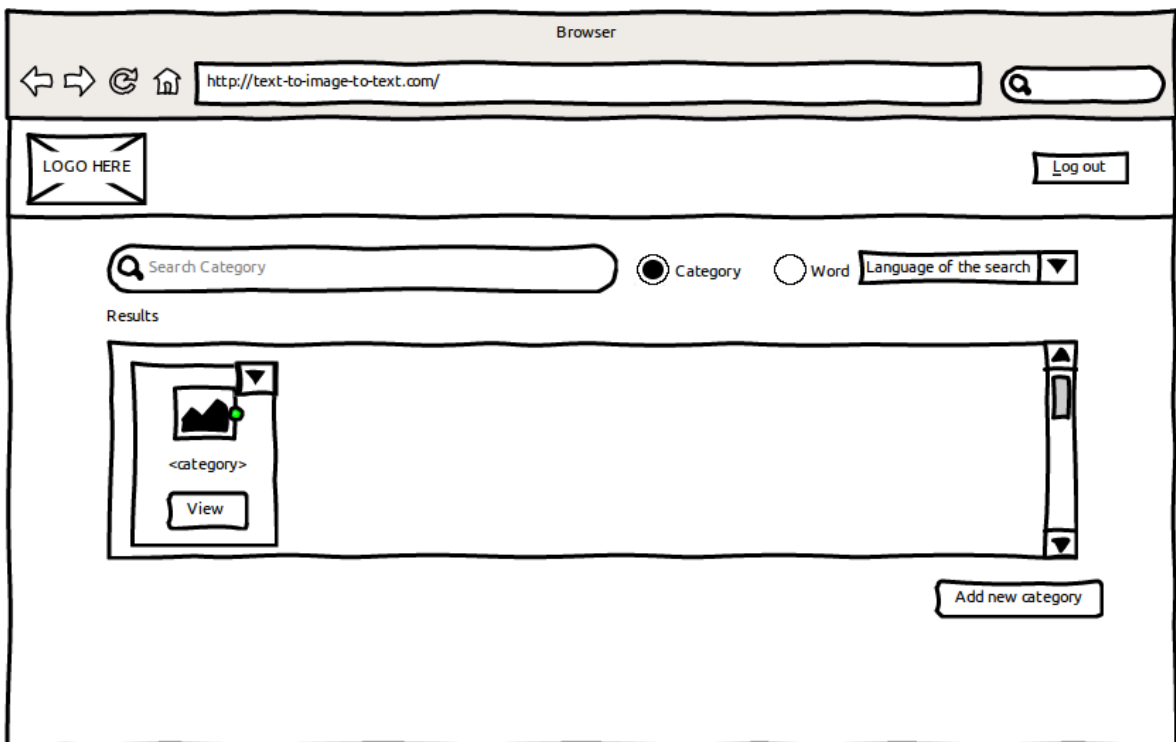 Browser
http://text-to-image-to-text.com/
LOGO HERE
Log out
Search Category
Category
Word
Language of the search
Results
<category>
View
Add new category